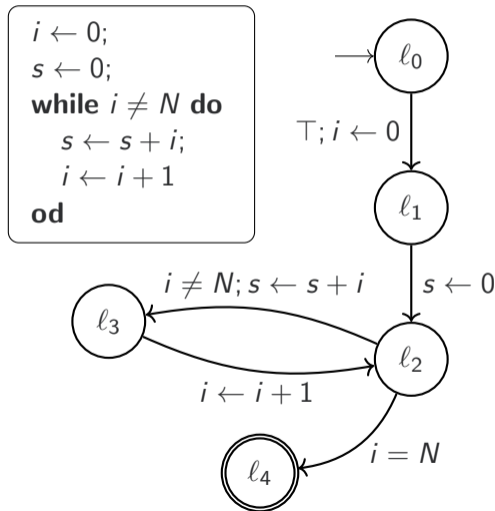 i ← 0;
s ← 0;
while i ≠ N do
s ← s + i;
i ← i + 1
od
ℓ0
⊤; i ← 0
ℓ1
s ← 0
i ≠ N; s ← s + i
ℓ3
ℓ2
i ← i + 1
i = N
ℓ4